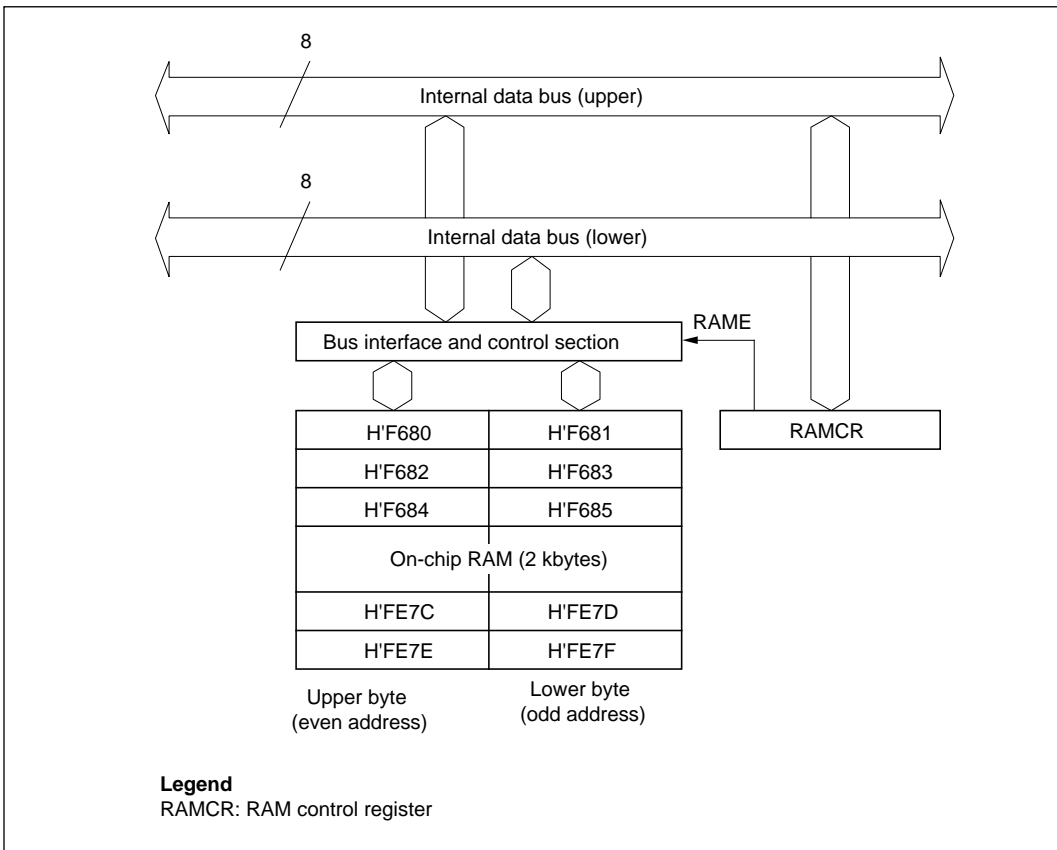 8
Internal data bus (upper)
8
Internal data bus (lower)
RAME
Bus interface and control section
H'F680 H'F681 RAMCR
H'F682 H'F683
H'F684 H'F685
On-chip RAM (2 kbytes)
H'FE7C H'FE7D
H'FE7E H'FE7F
Upper byte
(even address)
Lower byte
(odd address)
Legend
RAMCR: RAM control register